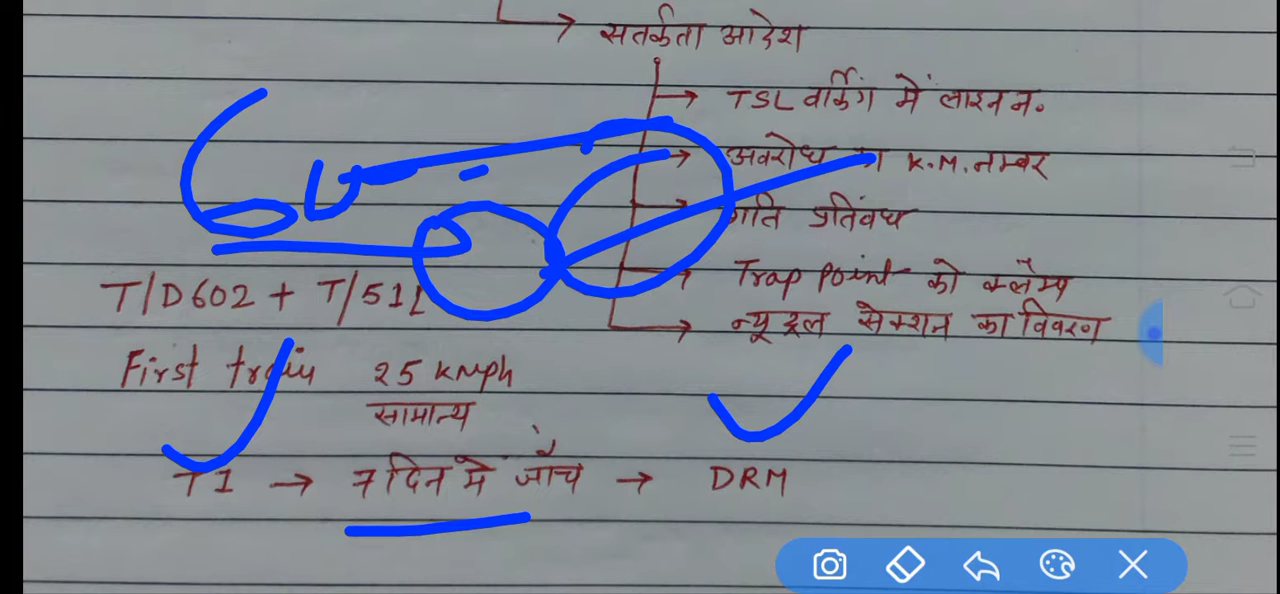 सतर्कता आदेश
TSL वर्किंग में लाइन न.
अवरोध का K.M. नम्बर
गति प्रतिबंध
T/D602 + T/511
Trap Point को क्लैम्प
न्यूट्रल सेक्शन का विवरण
First train 25 KMph
सामान्य
T1 → 7 दिन में जाँच → DRM